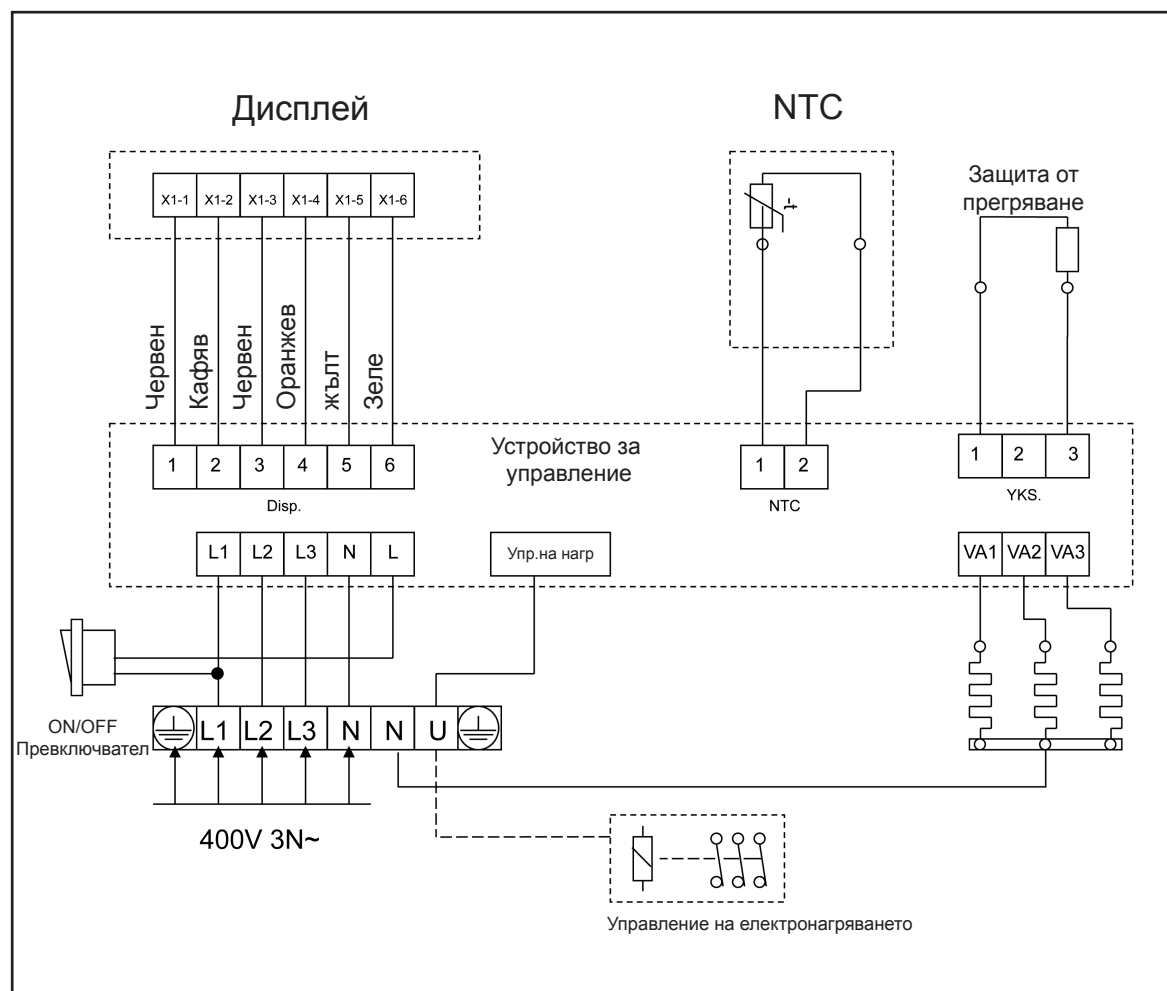 Дисплей
NTC
X1-1 X1-2 X1-3 X1-4 X1-5 X1-6
-t
Защита от
прегряване
Червен
Кафяв
Червен
Оранжев
жълт
Зеле
Устройство за
управление
1 2 3 4 5 6
Disp.
1 2
NTC
1 2 3
YKS.
L1 L2 L3 N L
Упр.на нагр
VA1 VA2 VA3
ON/OFF
Превключвател
L1 L2 L3 N N U
400V 3N~
Управление на електронагряването